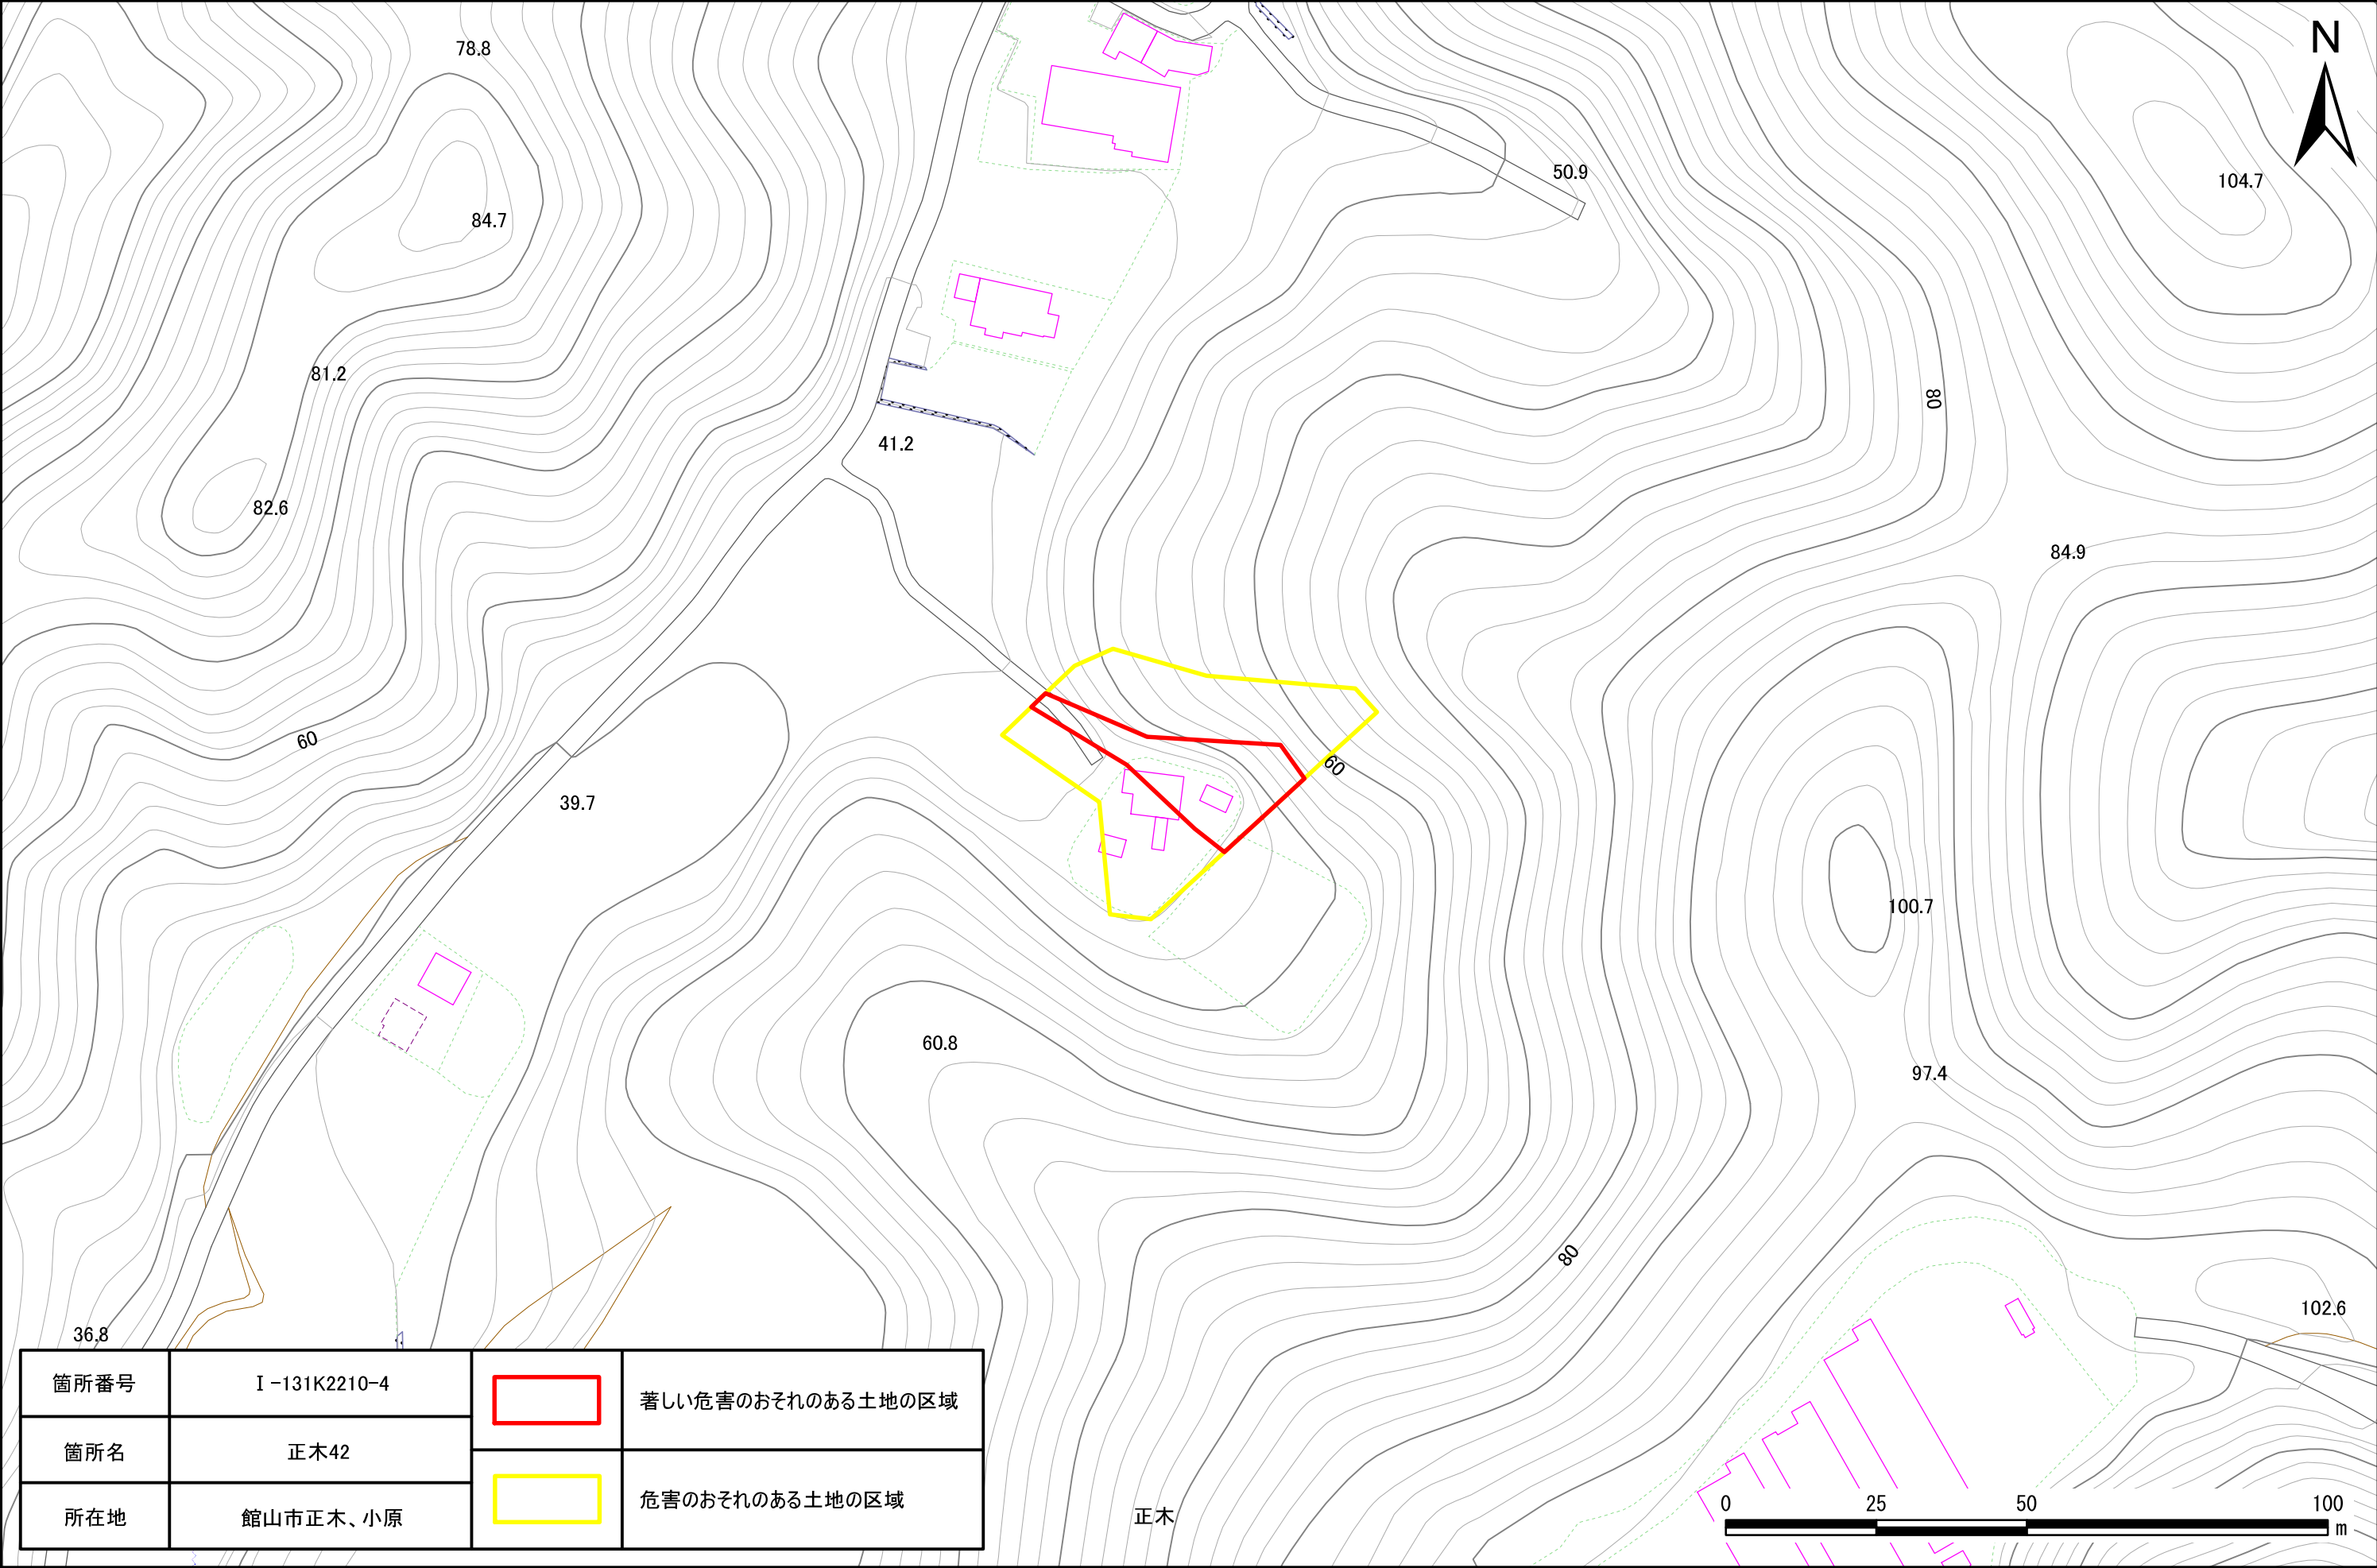 N
78.8
50.9
104.7
84.7
81.2
80
41.2
82.6
84.9
60
60
39.7
100.7
60.8
97.4
80
102.6
36.8
箇所番号 Ⅰ-131K2210-4
箇所名 正木42
所在地 館山市正木、小原
著しい危害のおそれのある土地の区域
危害のおそれのある土地の区域
正木
0 25 50 100
m